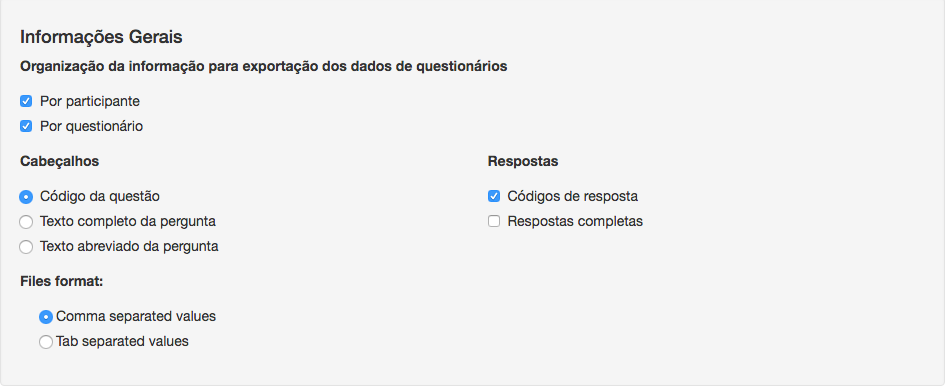 Informações Gerais
Organização da informação para exportação dos dados de questionários
Por participante
Por questionário
Cabeçalhos
Código da questão
Texto completo da pergunta
Texto abreviado da pergunta
Respostas
Códigos de resposta
Respostas completas
Files format:
Comma separated values
Tab separated values